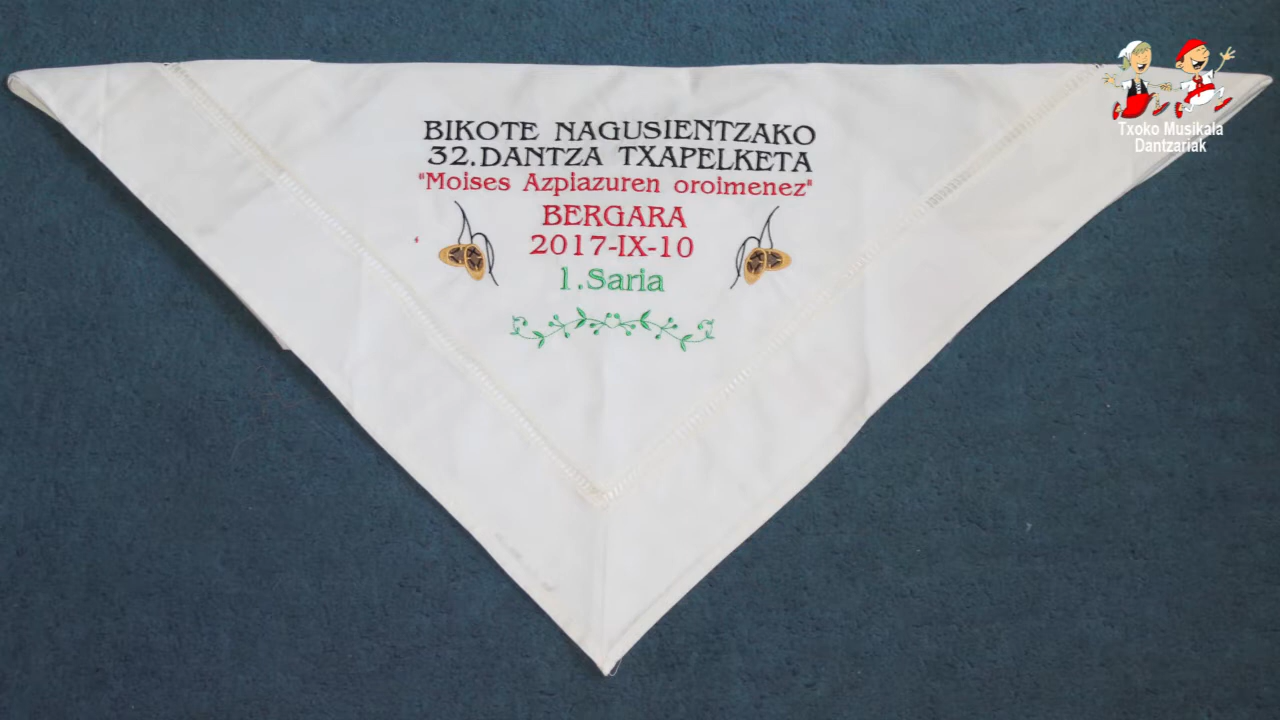 BIKOTE NAGUSIENTZAKO
32.DANTZA TXAPELKETA
"Moises Azpiazuren oroimenez"
BERGARA
2017-IX-10
1.Saria
Txoko Musikala
Dantzariak